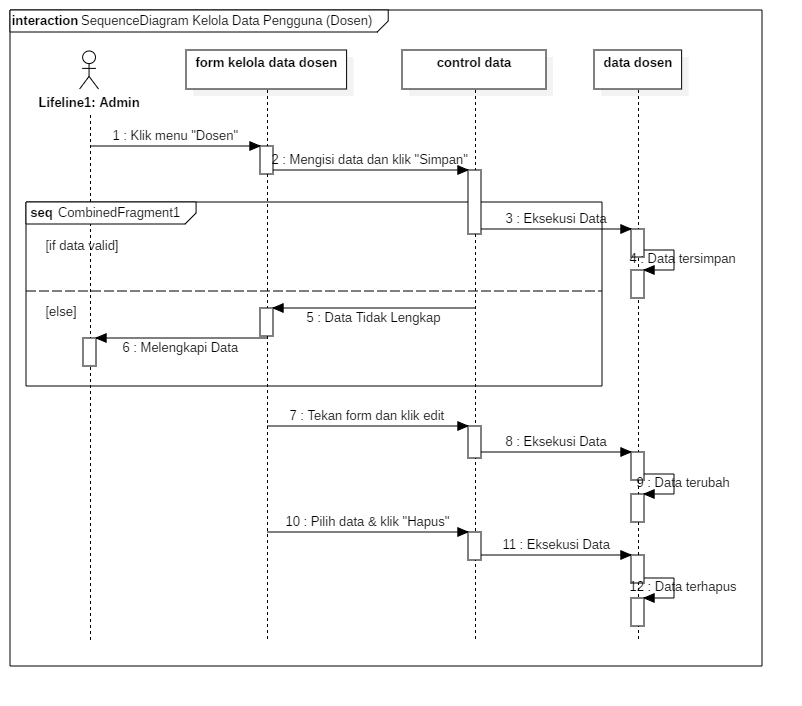 interaction SequenceDiagram Kelola Data Pengguna (Dosen)
form kelola data dosen
control data
data dosen
Lifeline1: Admin
1 : Klik menu "Dosen"
2 : Mengisi data dan klik "Simpan"
seq CombinedFragment1
3 : Eksekusi Data
[if data valid]
4 : Data tersimpan
[else]
5 : Data Tidak Lengkap
6 : Melengkapi Data
7 : Tekan form dan klik edit
8 : Eksekusi Data
9 : Data terubah
10 : Pilih data & klik "Hapus"
11 : Eksekusi Data
12 : Data terhapus